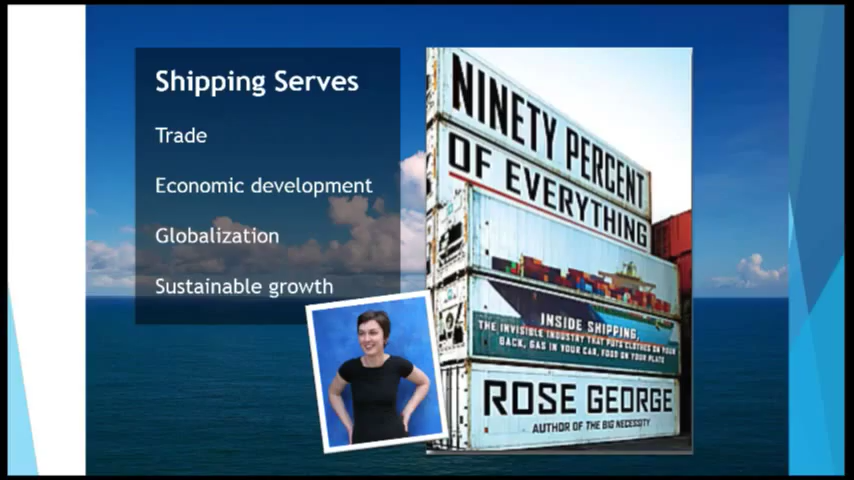 Shipping Serves
Trade
Economic development
Globalization
Sustainable growth
NINETY PERCENT
OF EVERYTHING
INSIDE SHIPPING,
THE INVISIBLE INDUSTRY THAT PUTS CLOTHES ON YOUR
BACK, GAS IN YOUR CAR, FOOD ON YOUR PLATE
ROSE GEORGE
AUTHOR OF THE BIG NECESSITY